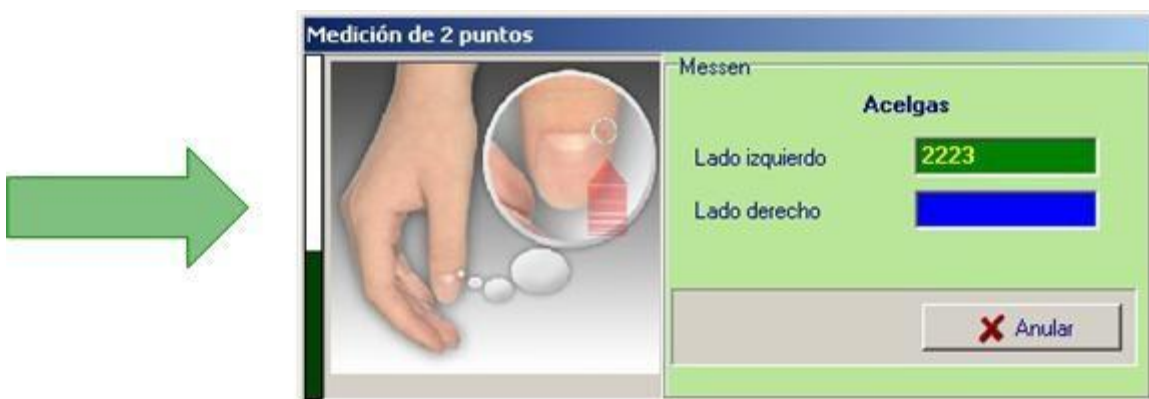 Medición de 2 puntos
Messen
Acelgas
Lado izquierdo 2223
Lado derecho
Anular